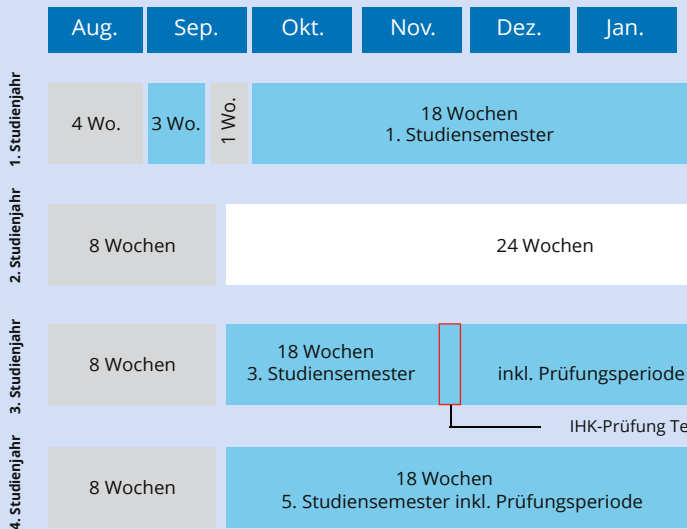 Aug. Sep. Okt. Nov. Dez. Jan.
1. Studienjahr
4 Wo. 3 Wo. 1 Wo. 18 Wochen
1. Studiensemester
2. Studienjahr
8 Wochen 24 Wochen
3. Studienjahr
8 Wochen 18 Wochen
3. Studiensemester inkl. Prüfungsperiode
IHK-Prüfung Te
4. Studienjahr
8 Wochen 18 Wochen
5. Studiensemester inkl. Prüfungsperiode